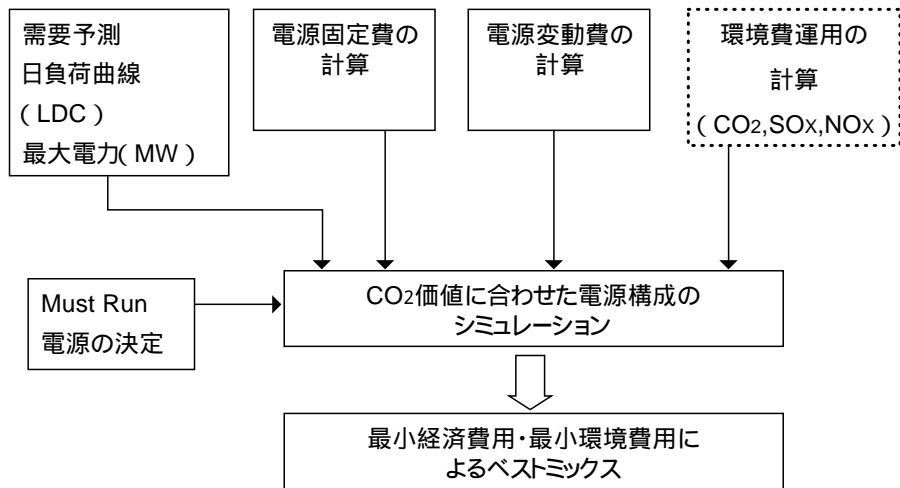 需要予測
日負荷曲線
(LDC)
最大電力(MW)
電源固定費の
計算
電源変動費の
計算
環境費運用の
計算
(CO2,SOX,NOX)
Must Run
電源の決定
CO2価値に合わせた電源構成の
シミュレーション
最小経済費用・最小環境費用に
よるベストミックス